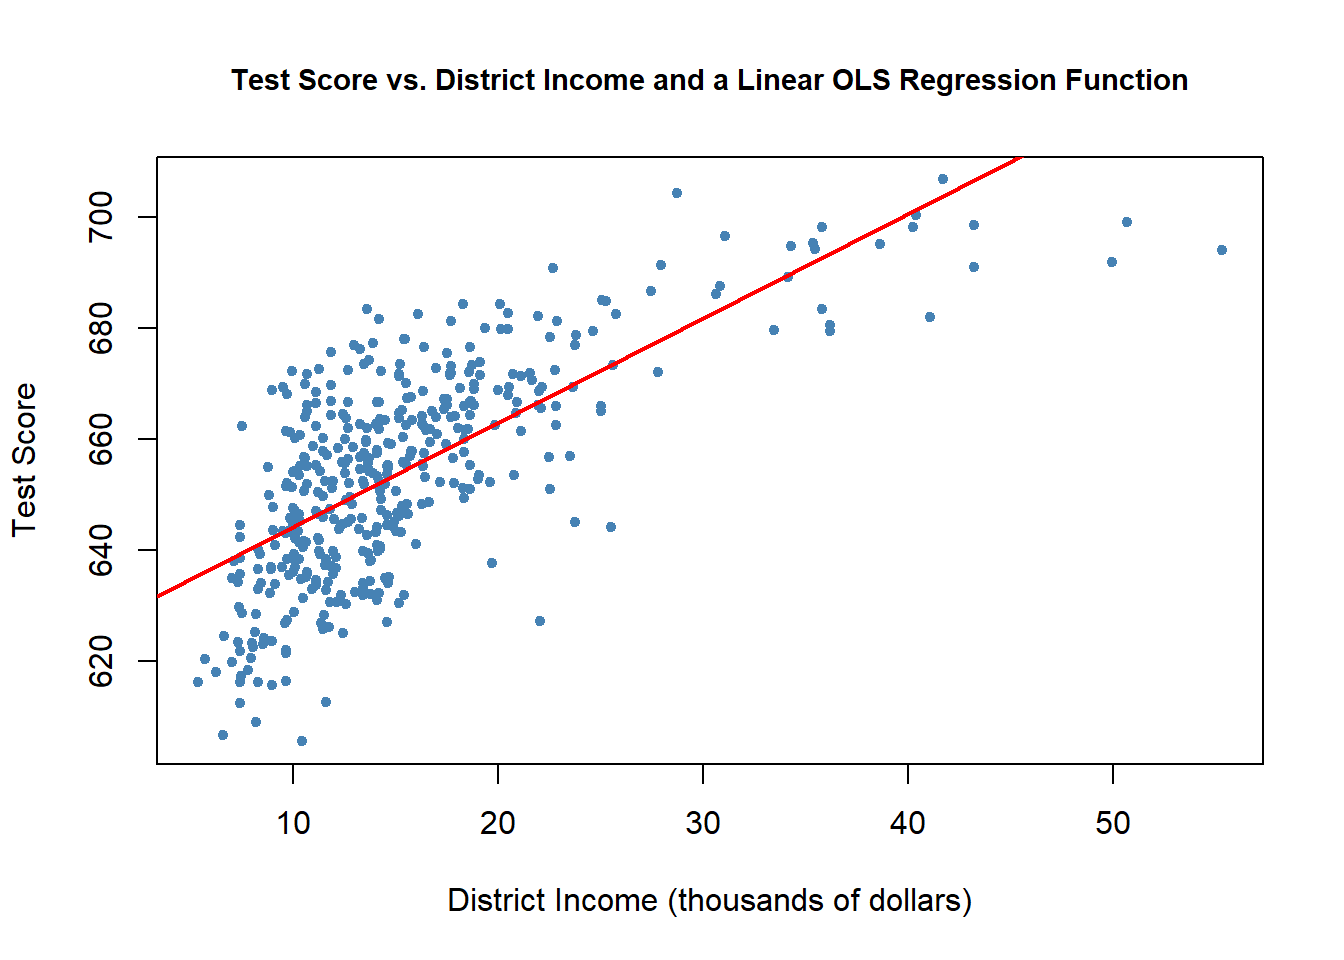 Test Score vs. District Income and a Linear OLS Regression Function
Test Score
700
680
660
640
620
10 20 30 40 50
District Income (thousands of dollars)